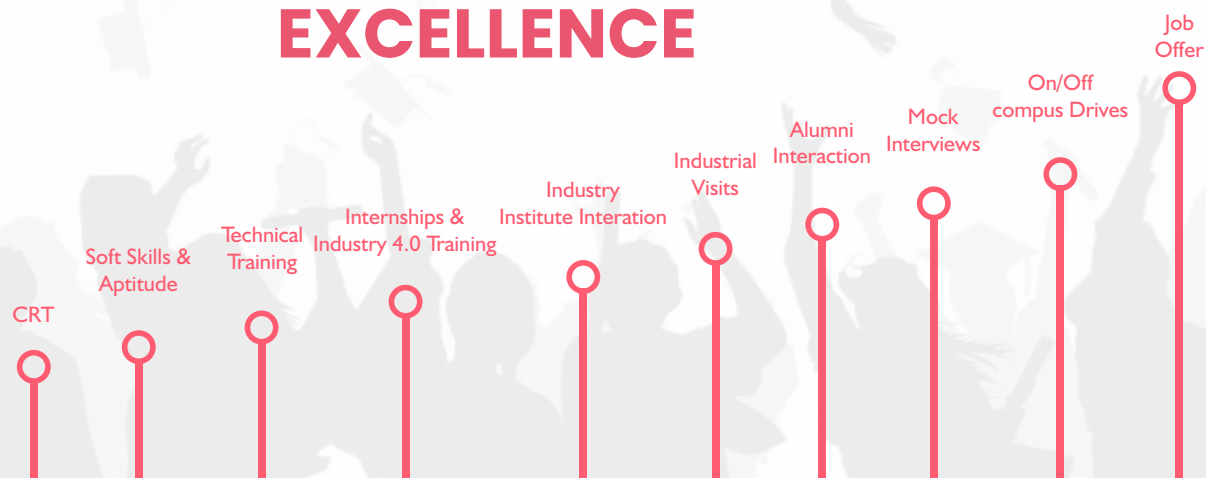 EXCELLENCE
CRT
Soft Skills &
Aptitude
Technical
Training
Internships &
Industry 4.0 Training
Industry
Institute Interation
Industrial
Visits
Alumni
Interaction
Mock
Interviews
On/Off
compus Drives
Job
Offer